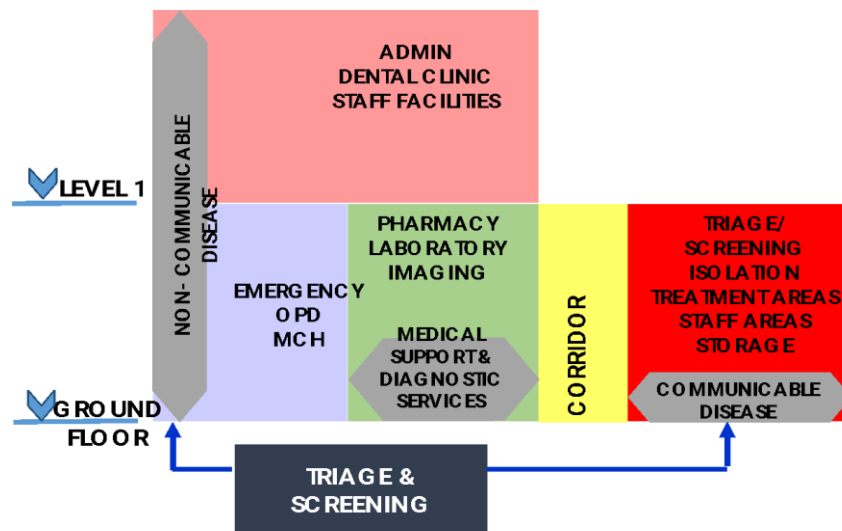 ADMIN
DENTAL CLINIC
STAFF FACILITIES
NON- COMMUNICABLE
DISEASE
LEVEL 1
PHARMACY
LABORATORY
IMAGING
TRIAGE/
SCREENING
ISOLATION
TREATMENT AREAS
STAFF AREAS
STORAGE
EMERGENCY
OPD
MCH
MEDICAL
SUPPORT &
DIAGNOSTIC
SERVICES
CORRIDOR
COMMUNICABLE
DISEASE
GROUND
FLOOR
TRIAGE &
SCREENING